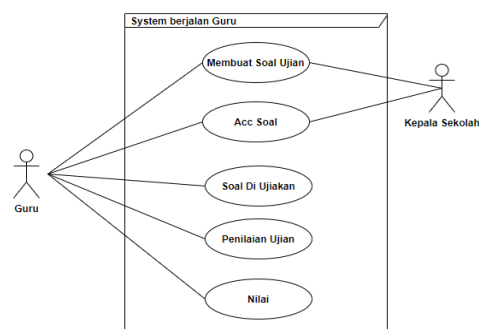 System berjalan Guru
Membuat Soal Ujian
Acc Soal
Kepala Sekolah
Soal Di Ujiakan
Guru
Penilaian Ujian
Nilai